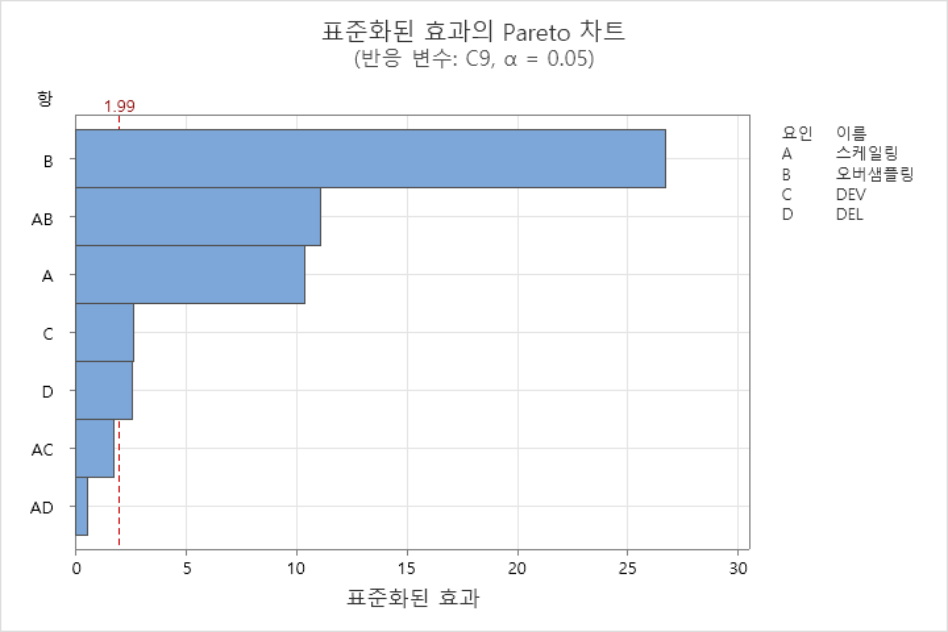 표준화된 효과의 Pareto 차트
(반응 변수: C9, α = 0.05)
항
1.99
B
AB
A
C
D
AC
AD
0 5 10 15 20 25 30
표준화된 효과
요인 이름
A 스케일링
B 오버샘플링
C DEV
D DEL